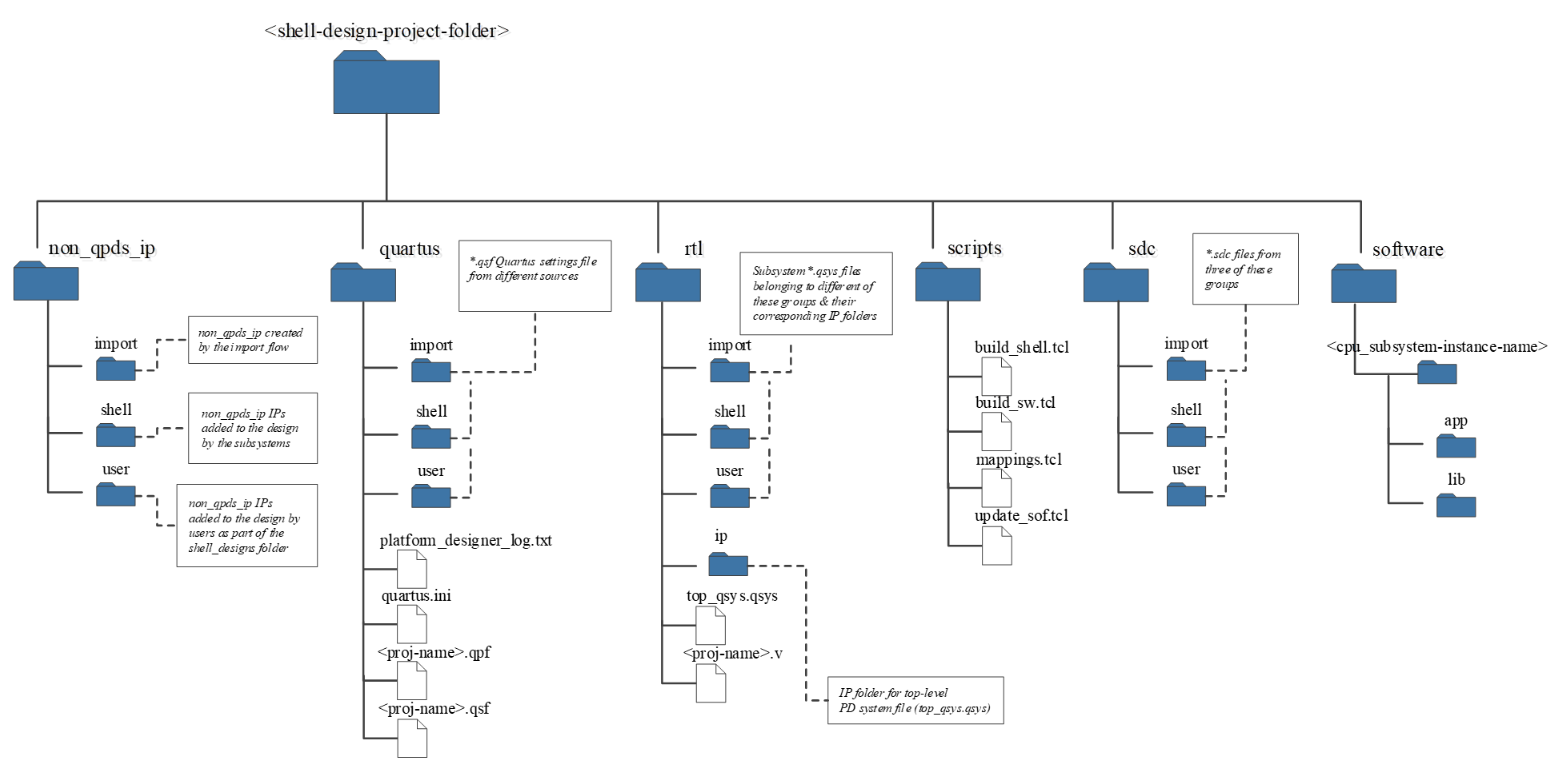 <shell-design-project-folder>
non_qpds_ip
import
non_qpds_ip created
by the import flow
shell
non_qpds_ip IPs
added to the design
by the subsystems
user
non_qpds_ip IPs
added to the design by
users as part of the
shell_designs folder
quartus
*.qsf Quartus settings file
from different sources
import
shell
user
platform_designer_log.txt
quartus.ini
<proj-name>.qpf
<proj-name>.qsf
rtl
Subsystem *.qsys files
belonging to different of
these groups & their
corresponding IP folders
import
shell
user
ip
top_qsys.qsys
<proj-name>.v
IP folder for top-level
PD system file (top_qsys.qsys)
scripts
build_shell.tcl
build_sw.tcl
mappings.tcl
update_sof.tcl
sdc
*.sdc files from
three of these
groups
import
shell
user
software
<cpu_subsystem-instance-name>
app
lib